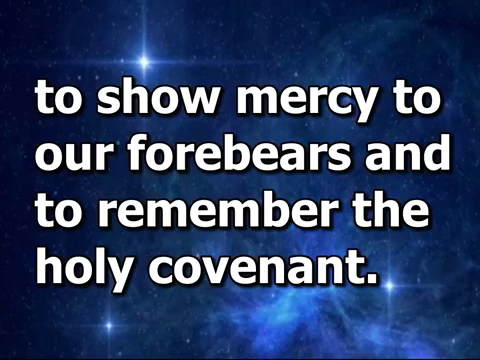 to show mercy to
our forebears and
to remember the
holy covenant.